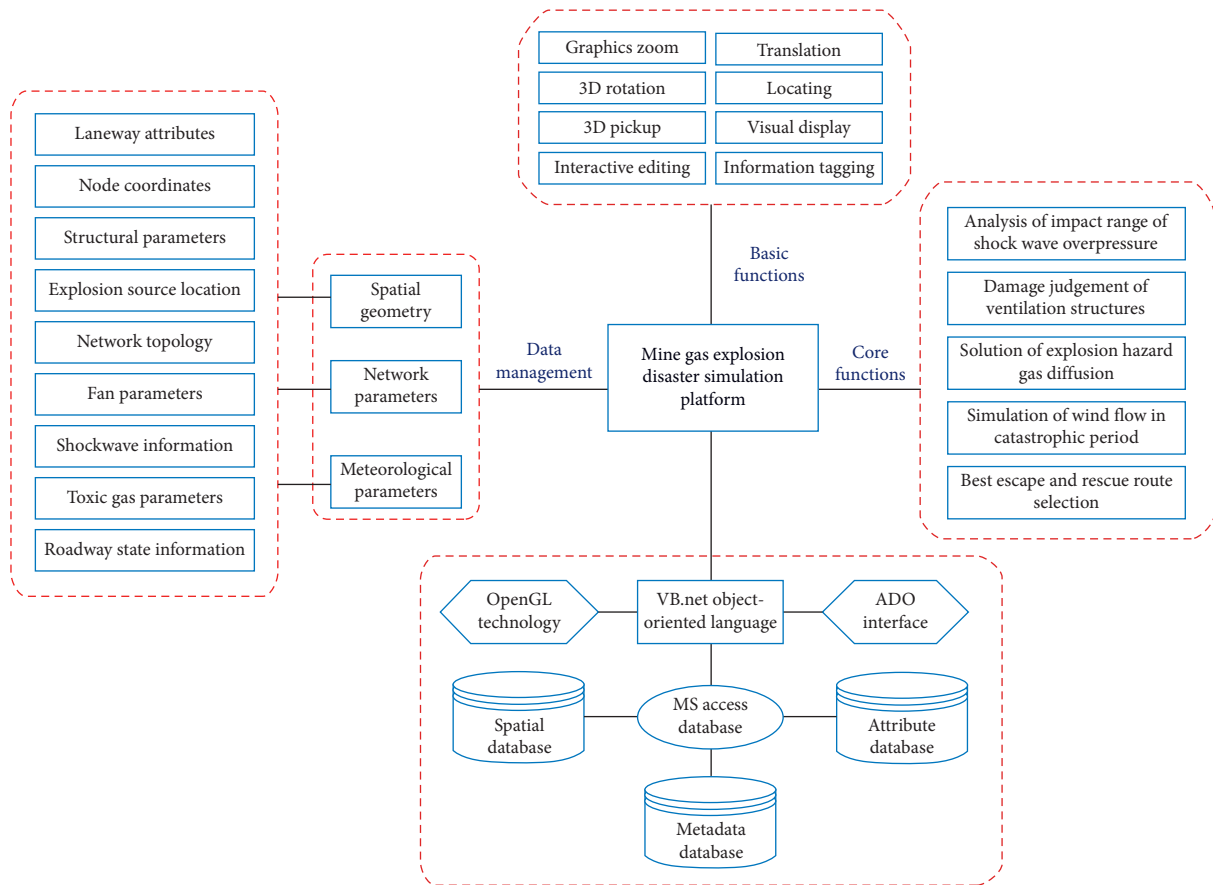 Graphics zoom
Translation
3D rotation
Locating
3D pickup
Visual display
Interactive editing
Information tagging
Laneway attributes
Node coordinates
Structural parameters
Explosion source location
Network topology
Fan parameters
Shockwave information
Toxic gas parameters
Roadway state information
Spatial
geometry
Network
parameters
Meteorological
parameters
Data
management
Basic
functions
Mine gas explosion
disaster simulation
platform
Core
functions
Analysis of impact range of
shock wave overpressure
Damage judgement of
ventilation structures
Solution of explosion hazard
gas diffusion
Simulation of wind flow in
catastrophic period
Best escape and rescue route
selection
OpenGL
technology
VB.net object-
oriented language
ADO
interface
Spatial
database
MS access
database
Attribute
database
Metadata
database